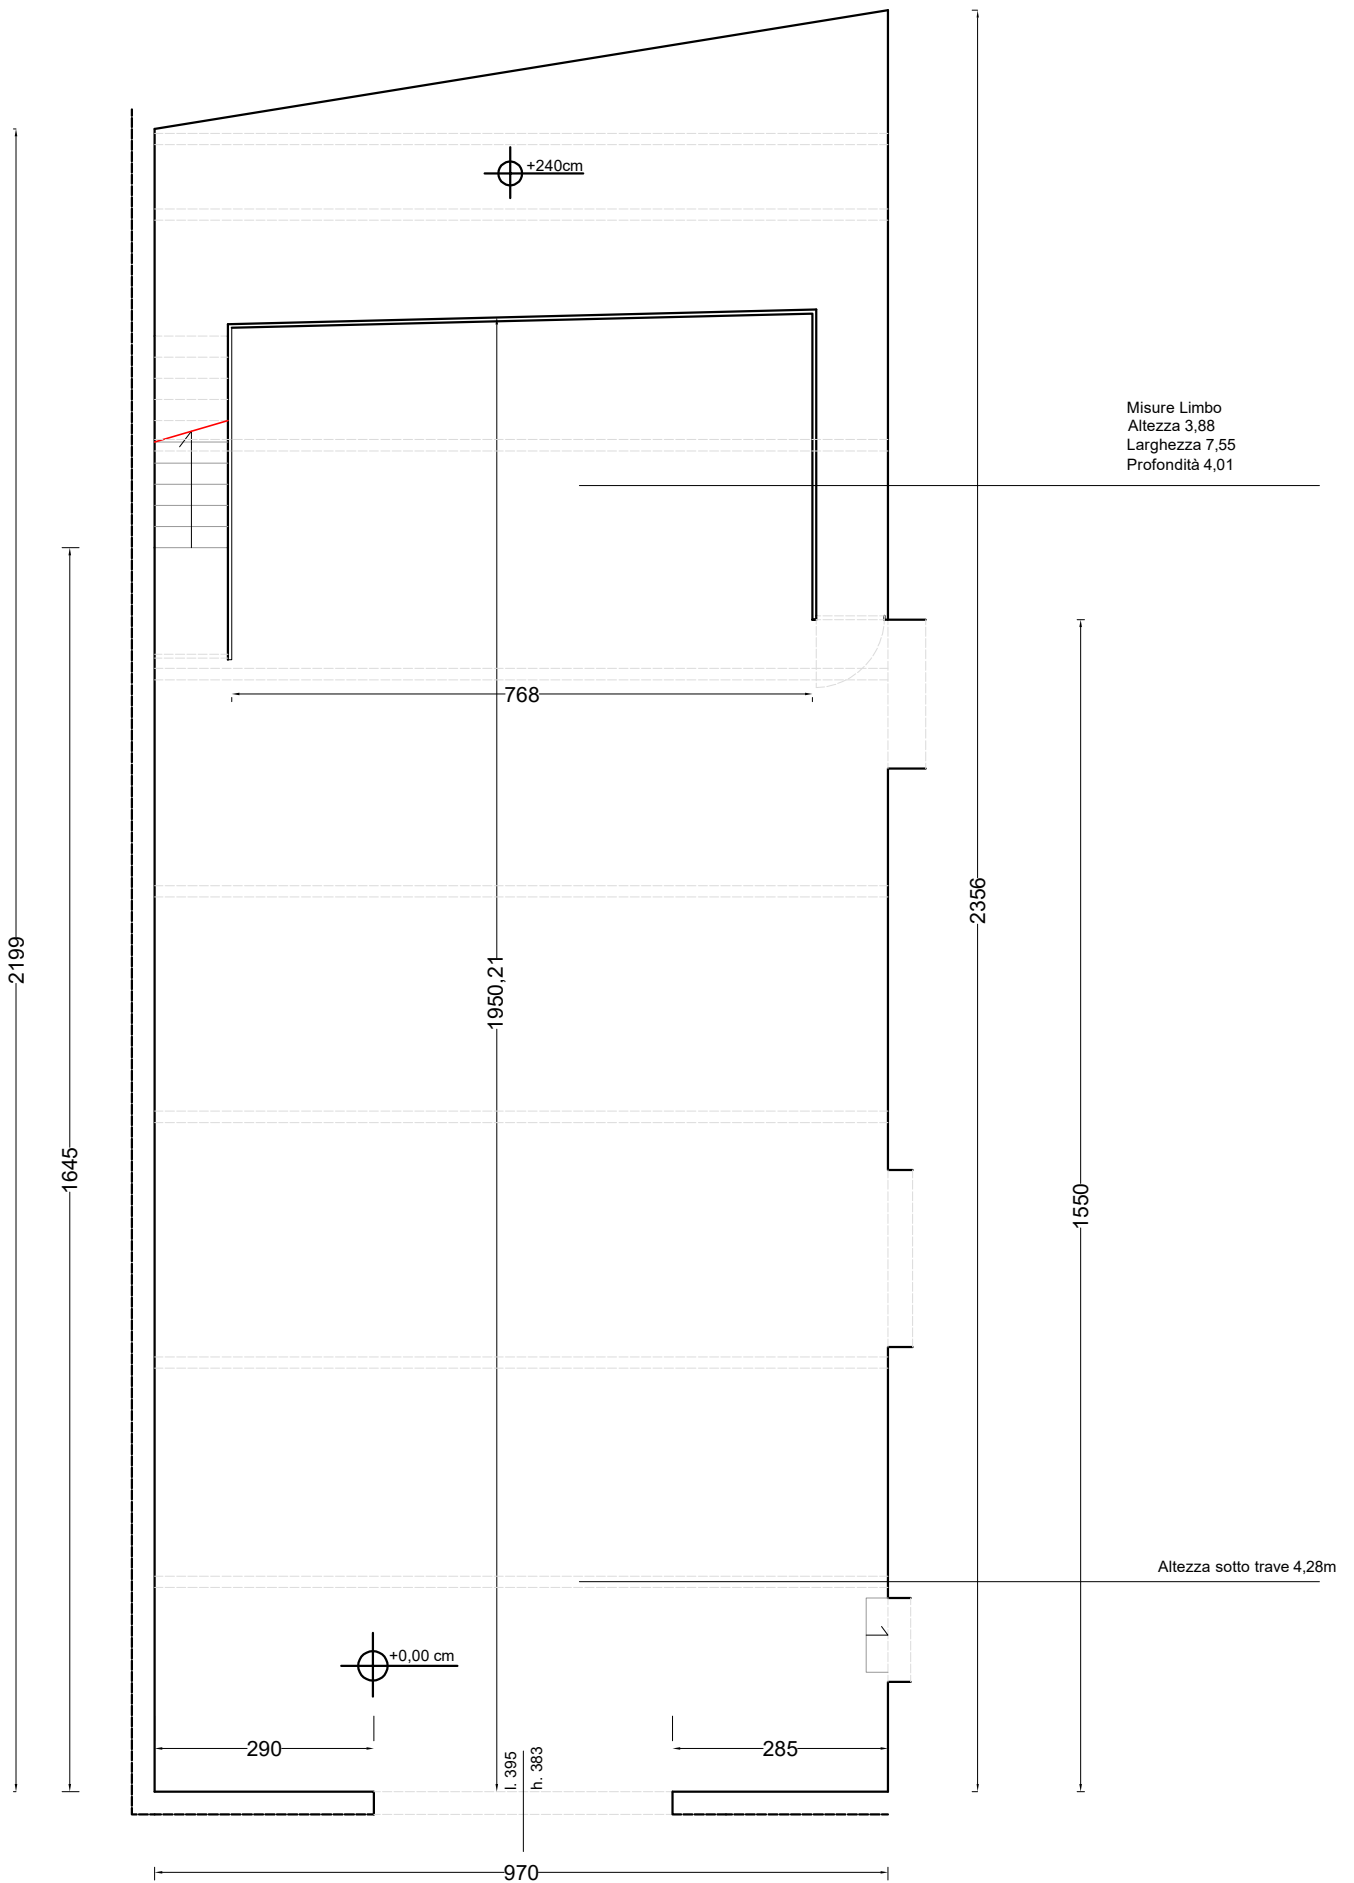 +240cm
Misure Limbo
Altezza 3,88
Larghezza 7,55
Profondità 4,01
768
2356
2199
1950,21
1645
1550
Altezza sotto trave 4,28m
+0,00 cm
290
l. 395
h. 383
285
970